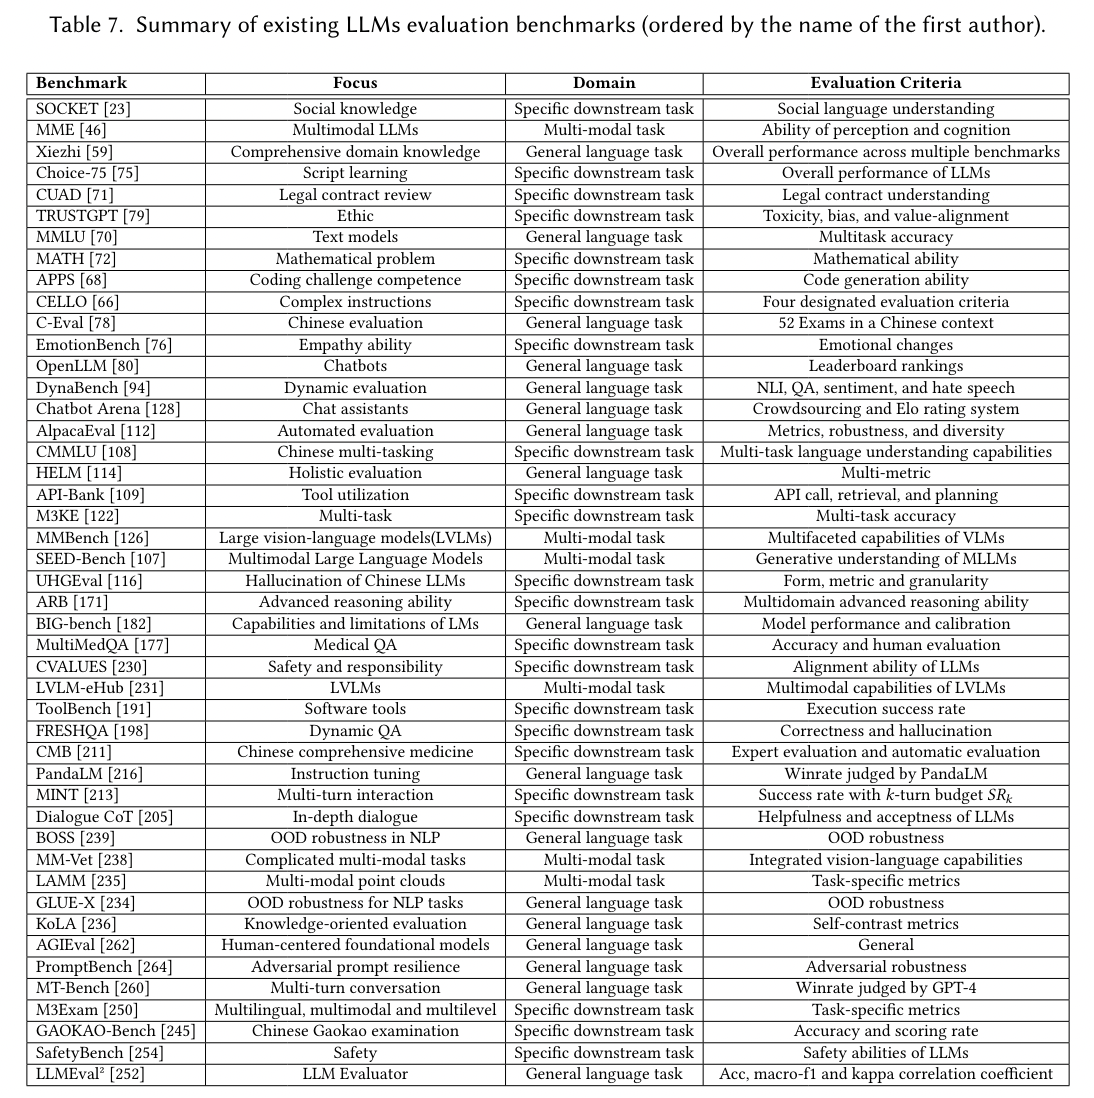 Table 7. Summary of existing LLMs evaluation benchmarks (ordered by the name of the first author).
Benchmark Focus Domain Evaluation Criteria
SOCKET [23] Social knowledge Specific downstream task Social language understanding
MME [46] Multimodal LLMs Multi-modal task Ability of perception and cognition
Xiezhi [59] Comprehensive domain knowledge General language task Overall performance across multiple benchmarks
Choice-75 [75] Script learning Specific downstream task Overall performance of LLMs
CUAD [71] Legal contract review Specific downstream task Legal contract understanding
TRUSTGPT [79] Ethic Specific downstream task Toxicity, bias, and value-alignment
MMLU [70] Text models General language task Multitask accuracy
MATH [72] Mathematical problem Specific downstream task Mathematical ability
APPS [68] Coding challenge competence Specific downstream task Code generation ability
CELLO [66] Complex instructions Specific downstream task Four designated evaluation criteria
C-Eval [78] Chinese evaluation General language task 52 Exams in a Chinese context
EmotionBench [76] Empathy ability Specific downstream task Emotional changes
OpenLLM [80] Chatbots General language task Leaderboard rankings
DynaBench [94] Dynamic evaluation General language task NLI, QA, sentiment, and hate speech
Chatbot Arena [128] Chat assistants General language task Crowdsourcing and Elo rating system
AlpacaEval [112] Automated evaluation General language task Metrics, robustness, and diversity
CMMLU [108] Chinese multi-tasking Specific downstream task Multi-task language understanding capabilities
HELM [114] Holistic evaluation General language task Multi-metric
API-Bank [109] Tool utilization Specific downstream task API call, retrieval, and planning
M3KE [122] Multi-task Specific downstream task Multi-task accuracy
MMBench [126] Large vision-language models(LVLMs) Multi-modal task Multifaceted capabilities of VLMs
SEED-Bench [107] Multimodal Large Language Models Multi-modal task Generative understanding of MLLMs
UHGEval [116] Hallucination of Chinese LLMs Specific downstream task Form, metric and granularity
ARB [171] Advanced reasoning ability Specific downstream task Multidomain advanced reasoning ability
BIG-bench [182] Capabilities and limitations of LMs General language task Model performance and calibration
MultiMedQA [177] Medical QA Specific downstream task Accuracy and human evaluation
CVALUES [230] Safety and responsibility Specific downstream task Alignment ability of LLMs
LVLM-eHub [231] LVLMs Multi-modal task Multimodal capabilities of LVLMs
ToolBench [191] Software tools Specific downstream task Execution success rate
FRESHQA [198] Dynamic QA Specific downstream task Correctness and hallucination
CMB [211] Chinese comprehensive medicine Specific downstream task Expert evaluation and automatic evaluation
PandaLM [216] Instruction tuning General language task Winrate judged by PandaLM
MINT [213] Multi-turn interaction Specific downstream task Success rate with k-turn budget SRₖ
Dialogue CoT [205] In-depth dialogue Specific downstream task Helpfulness and acceptness of LLMs
BOSS [239] OOD robustness in NLP General language task OOD robustness
MM-Vet [238] Complicated multi-modal tasks Multi-modal task Integrated vision-language capabilities
LAMM [235] Multi-modal point clouds Multi-modal task Task-specific metrics
GLUE-X [234] OOD robustness for NLP tasks General language task OOD robustness
KoLA [236] Knowledge-oriented evaluation General language task Self-contrast metrics
AGIEval [262] Human-centered foundational models General language task General
PromptBench [264] Adversarial prompt resilience General language task Adversarial robustness
MT-Bench [260] Multi-turn conversation General language task Winrate judged by GPT-4
M3Exam [250] Multilingual, multimodal and multilevel Specific downstream task Task-specific metrics
GAOKAO-Bench [245] Chinese Gaokao examination Specific downstream task Accuracy and scoring rate
SafetyBench [254] Safety Specific downstream task Safety abilities of LLMs
LLMEval² [252] LLM Evaluator General language task Acc, macro-f1 and kappa correlation coefficient